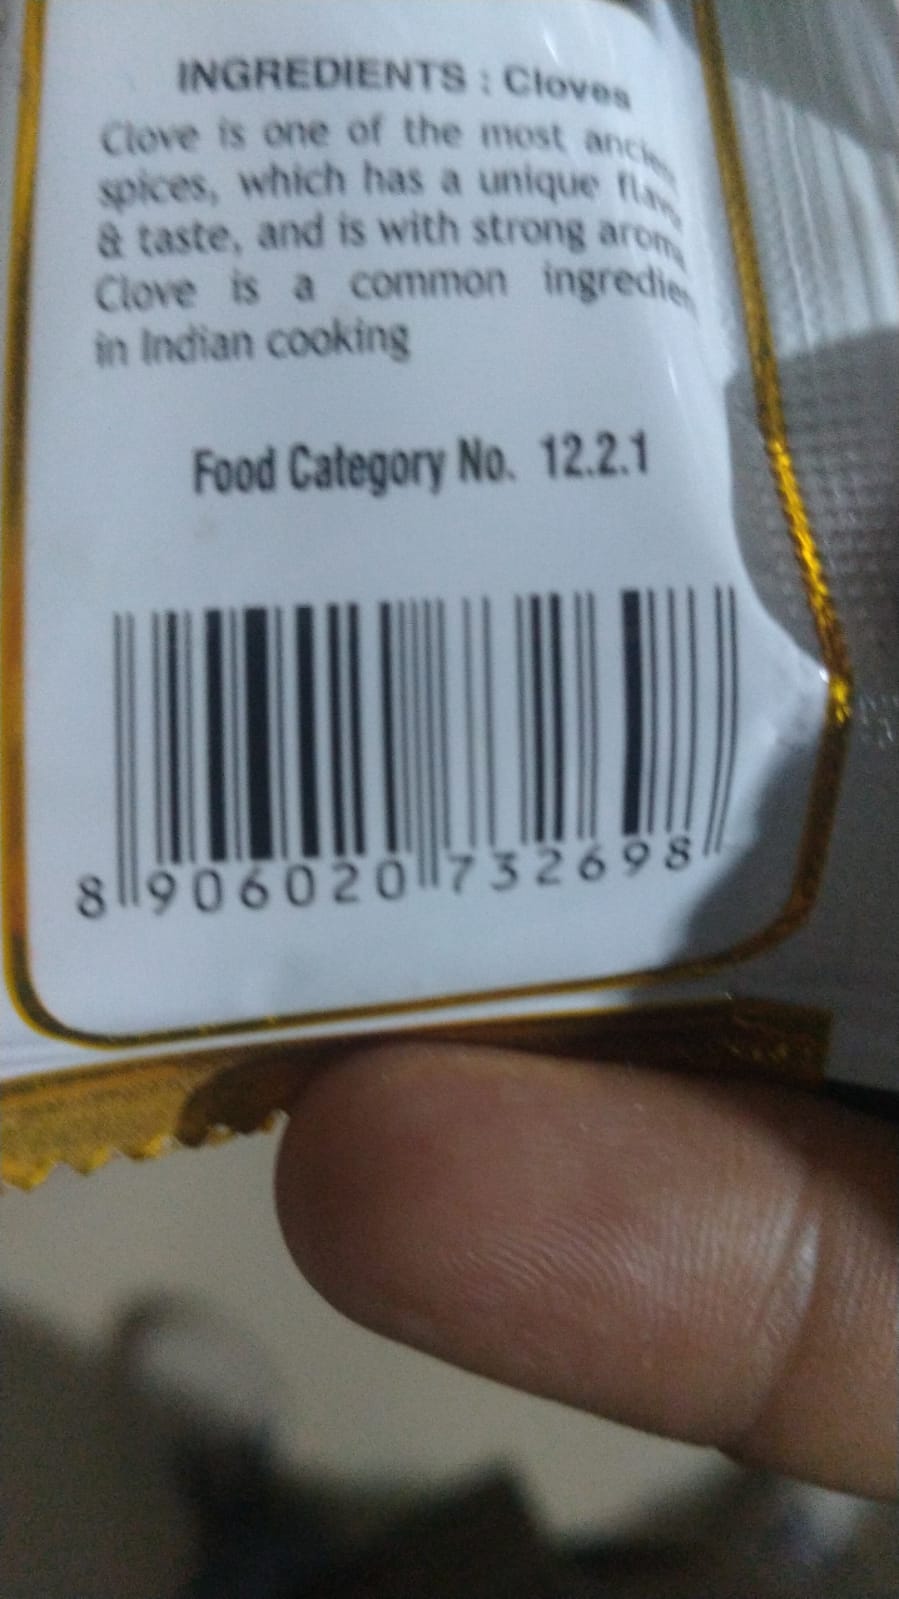 INGREDIENTS : Cloves
Clove is one of the most
spices, which has a unique
& taste, and is with strong
Clove is a common
in Indian cooking
Food Category No. 12.2.1
8 906020 732698